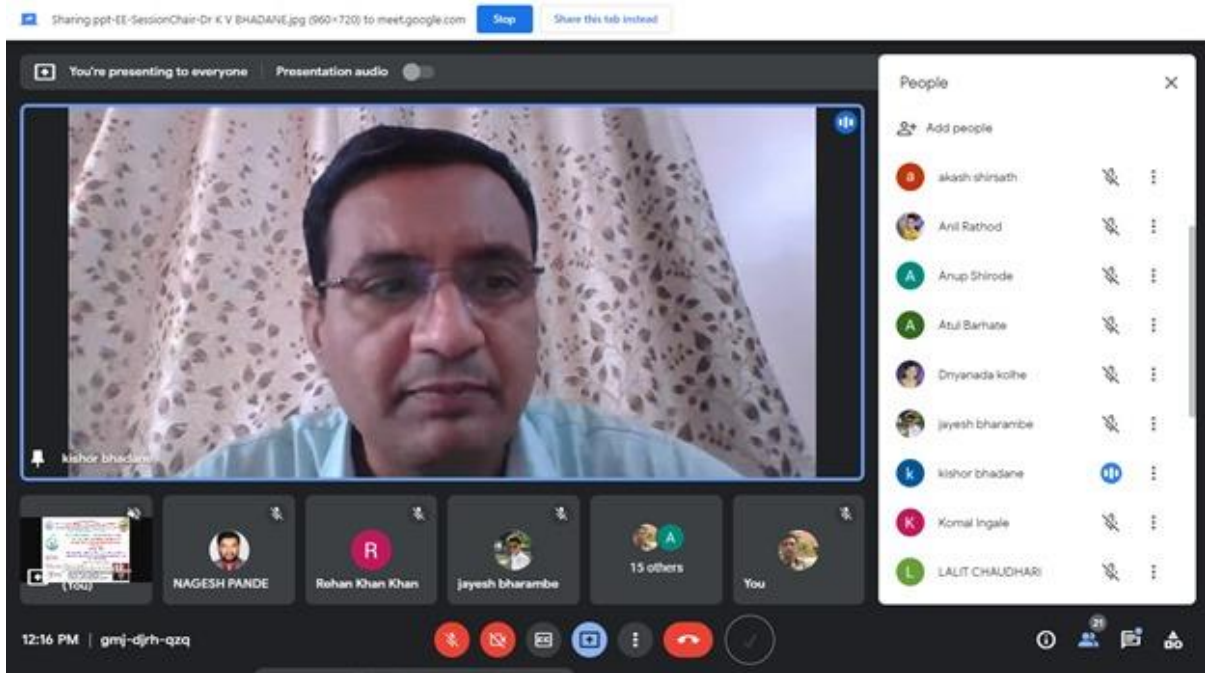 Sharing ppt-EE-SessionChair-Dr K V BHADANE.jpg (960×720) to meet.google.com
Stop
Share this tab instead
You're presenting to everyone
Presentation audio
People
Add people
a
akash shirsath
Anil Rathod
A
Anup Shirode
A
Atul Barhate
Dnyanada kolhe
jayesh bharambe
k
kishor bhadane
K
Komal Ingale
L
LALIT CHAUDHARI
kishor bhadane
(You)
NAGESH PANDE
R
Rohan Khan Khan
jayesh bharambe
A
15 others
You
12:16 PM | gmj-djrh-qzq
21